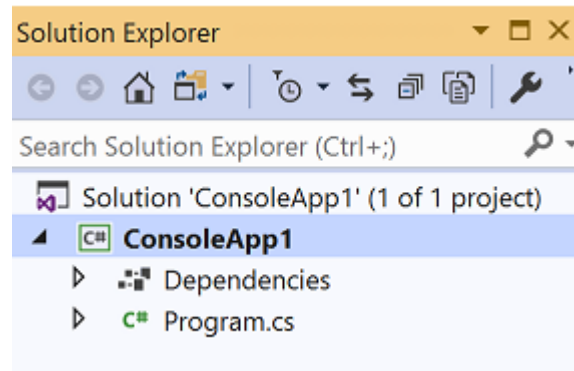 Solution Explorer
Search Solution Explorer (Ctrl+;)
Solution 'ConsoleApp1' (1 of 1 project)
C# ConsoleApp1
Dependencies
C# Program.cs